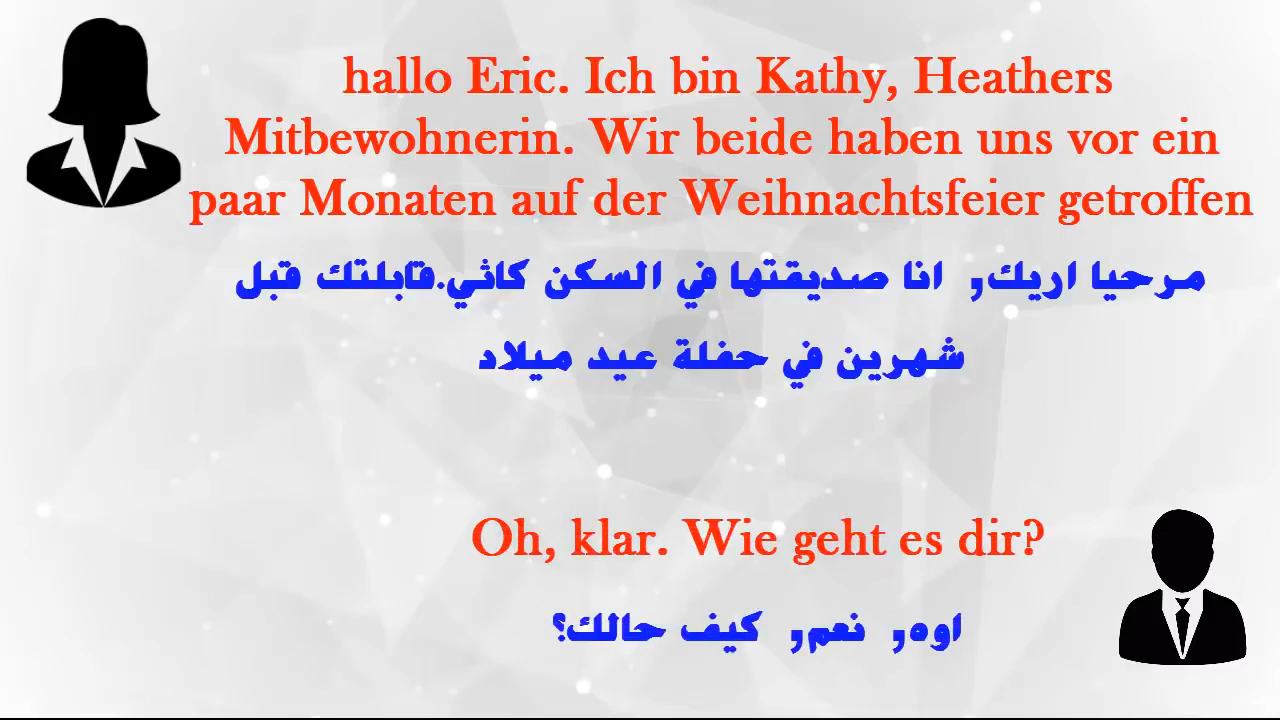 hallo Eric. Ich bin Kathy, Heathers
Mitbewohnerin. Wir beide haben uns vor ein
paar Monaten auf der Weihnachtsfeier getroffen
مرحيا اريك, انا صديقتها في السكن كاثي.قابلتك قبل
شهرين في حفلة عيد ميلاد
Oh, klar. Wie geht es dir?
اوه, نعم, كيف حالك؟